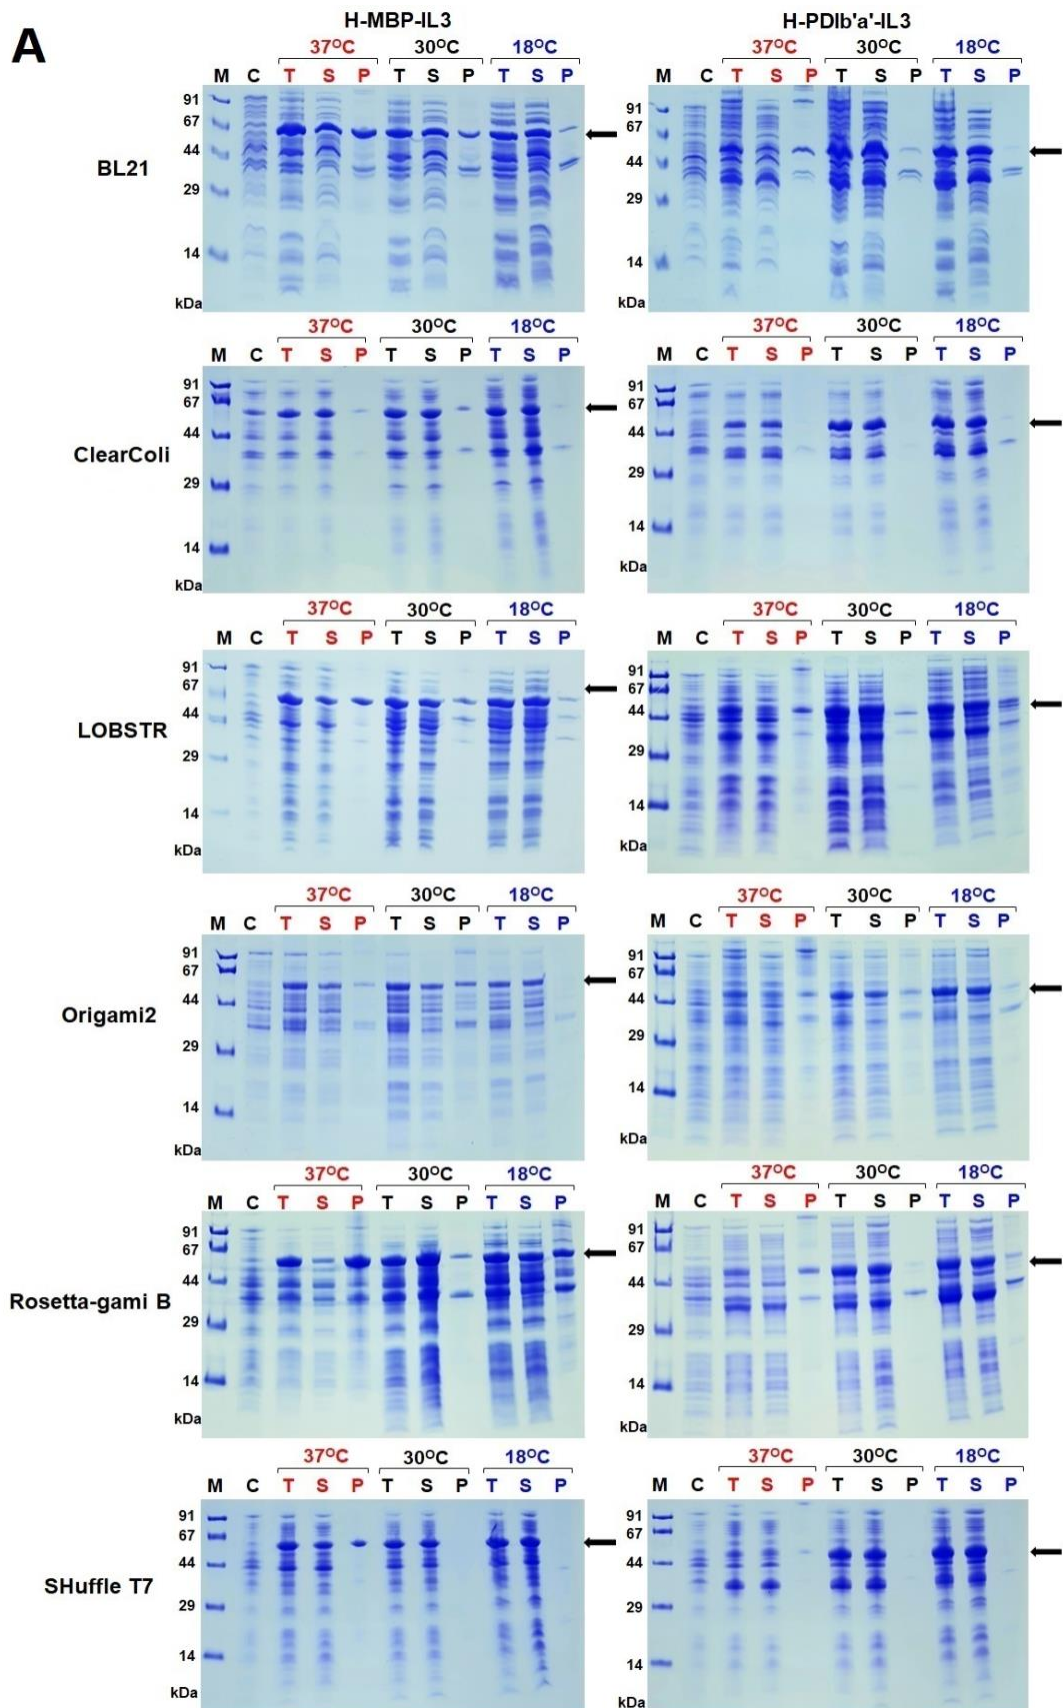 A
H-MBP-IL3 H-PDIb'a'-IL3
37°C 30°C 18°C 37°C 30°C 18°C
M C T S P T S P T S P M C T S P T S P T S P
91 91
67 67
44 44
BL21
29 29
14 14
kDa kDa
37°C 30°C 18°C 37°C 30°C 18°C
M C T S P T S P T S P M C T S P T S P T S P
91 91
67 67
44 44
ClearColi
29 29
14 14
kDa kDa
37°C 30°C 18°C 37°C 30°C 18°C
M C T S P T S P T S P M C T S P T S P T S P
91 91
67 67
44 44
LOBSTR
29 29
14 14
kDa kDa
37°C 30°C 18°C 37°C 30°C 18°C
M C T S P T S P T S P M C T S P T S P T S P
91 91
67 67
44 44
Origami2
29 29
14 14
kDa kDa
37°C 30°C 18°C 37°C 30°C 18°C
M C T S P T S P T S P M C T S P T S P T S P
91 91
67 67
44 44
Rosetta-gami B
29 29
14 14
kDa kDa
37°C 30°C 18°C 37°C 30°C 18°C
M C T S P T S P T S P M C T S P T S P T S P
91 91
67 67
44 44
SHuffle T7
29 29
14 14
kDa kDa